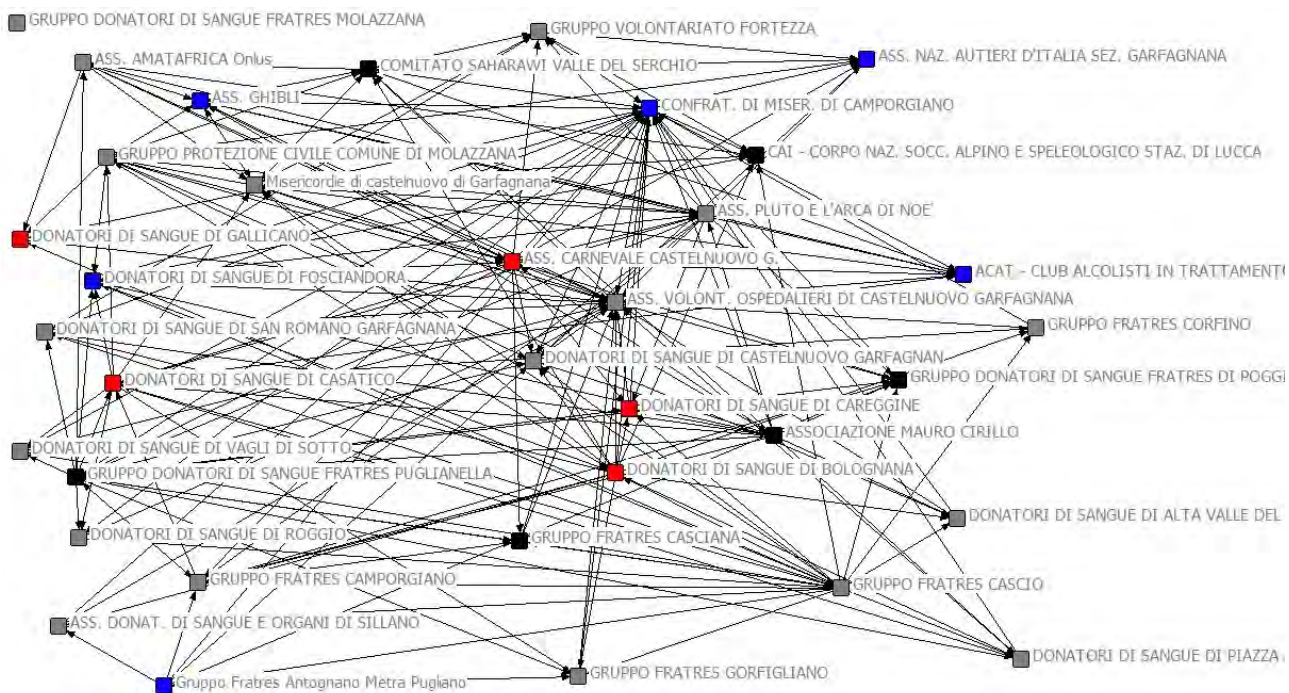 GRUPPO DONATORI DI SANGUE FRATRES MOLAZZANA
GRUPPO VOLONTARIATO FORTEZZA
ASS. AMATAFRICA Onlus
COMITATO SAHARAWI VALLE DEL SERCHIO
ASS. NAZ. AUTIERI D'ITALIA SEZ. GARFAGNANA
ASS. GHIBLI
CONFRAT. DI MISER. DI CAMPORGIANO
GRUPPO PROTEZIONE CIVILE COMUNE DI MOLAZZANA
CAI - CORPO NAZ. SOCC. ALPINO E SPELEOLOGICO STAZ. DI LUCCA
Misericordie di castelnuovo di Garfagnana
ASS. PLUTO E L'ARCA DI NOE'
DONATORI DI SANGUE DI GALLICANO
ASS. CARNEVALE CASTELNUOVO G.
DONATORI DI SANGUE DI FOSCIANDORA
ACAT - CLUB ALCOLISTI IN TRATTAMENTO
ASS. VOLONT. OSPEDALIERI DI CASTELNUOVO GARFAGNANA
DONATORI DI SANGUE DI SAN ROMANO GARFAGNANA
GRUPPO FRATRES CORFINO
DONATORI DI SANGUE DI CASTELNUOVO GARFAGNAN
DONATORI DI SANGUE DI CASATICO
GRUPPO DONATORI DI SANGUE FRATRES DI POGGI
DONATORI DI SANGUE DI CAREGGINE
ASSOCIAZIONE MAURO CIRILLO
DONATORI DI SANGUE DI VAGLI DI SOTTO
GRUPPO DONATORI DI SANGUE FRATRES PUGLIANELLA
DONATORI DI SANGUE DI BOLOGNANA
DONATORI DI SANGUE DI ALTA VALLE DEL
DONATORI DI SANGUE DI ROGGIO
GRUPPO FRATRES CASCIANA
GRUPPO FRATRES CAMPORGIANO
GRUPPO FRATRES CASCIO
ASS. DONAT. DI SANGUE E ORGANI DI SILLANO
DONATORI DI SANGUE DI PIAZZA
GRUPPO FRATRES GORFIGLIANO
Gruppo Fratres Antognano Metra Pugliano